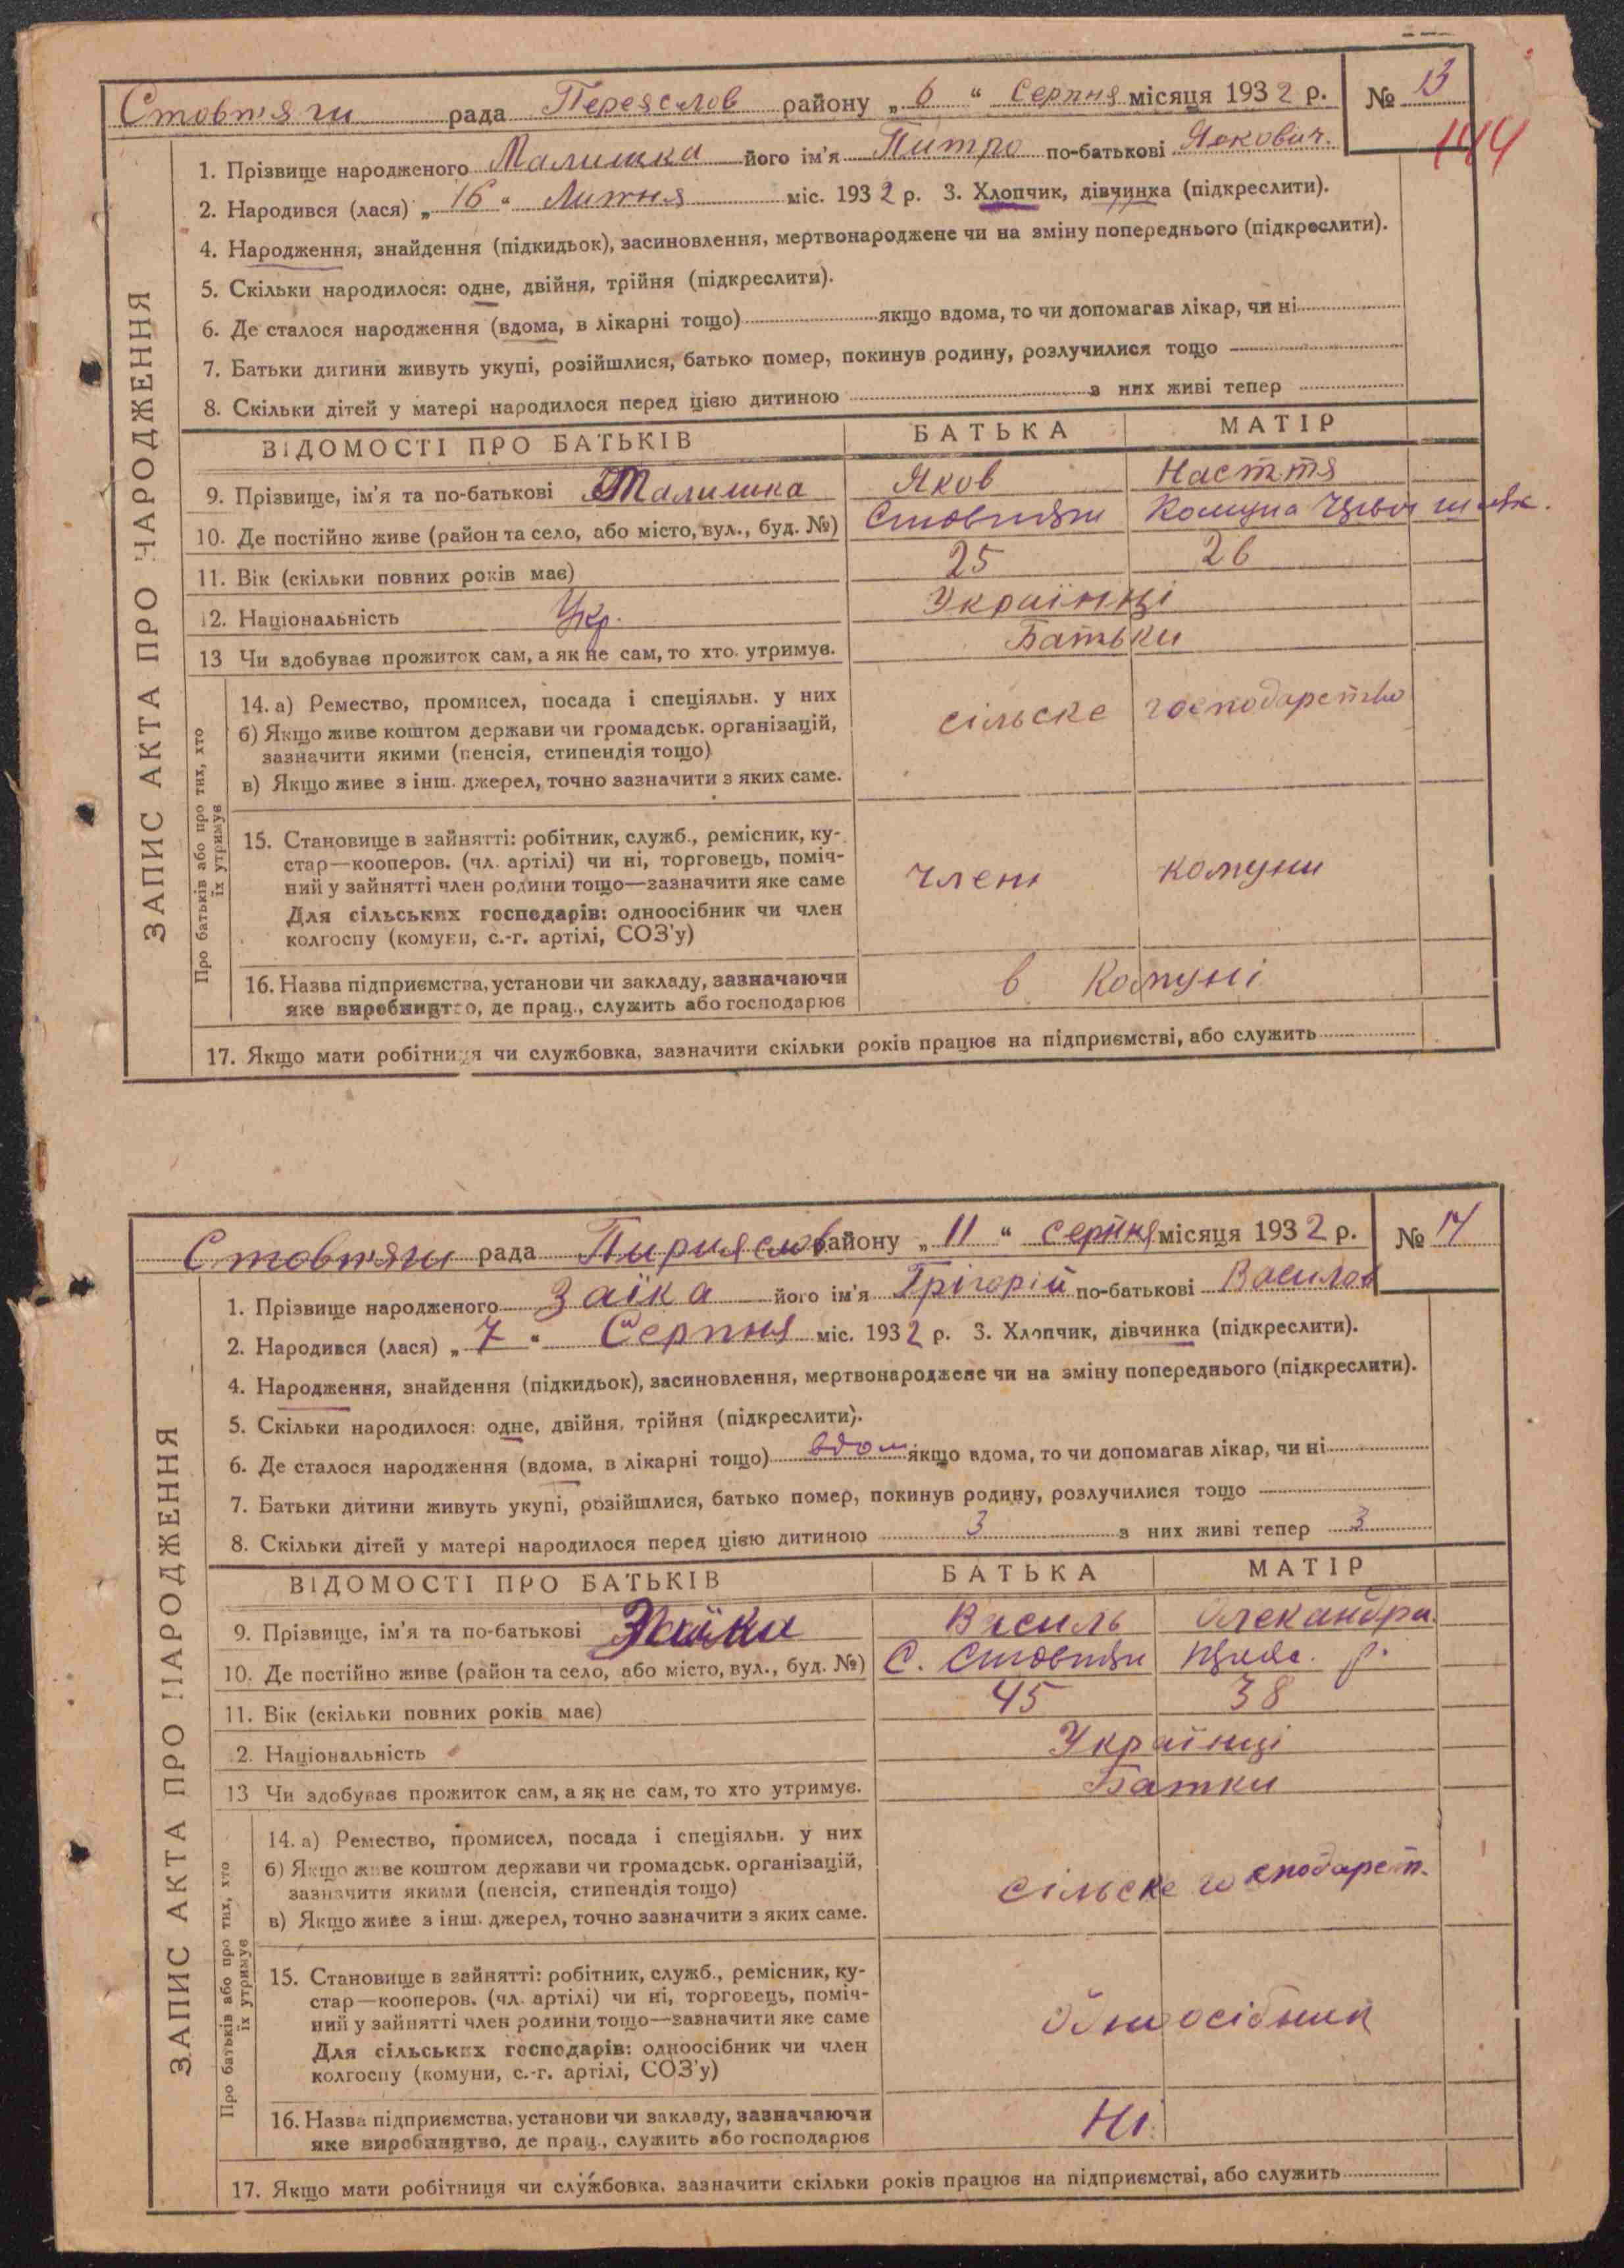 Стовп'яги рада Переяслов району „6“ Серпня місяця 1932 р. № 13
144
ЗАПИС АКТА ПРО НАРОДЖЕННЯ
1. Прізвище народженого Малишка його ім'я Питро по-батькові Якович.
2. Народився (лася) „16“ Липня міс. 1932 р. 3. Хлопчик, дівчинка (підкреслити).
4. Народження, знайдення (підкидьок), засиновлення, мертвонароджене чи на зміну попереднього (підкреслити).
5. Скільки народилося: одне, двійня, трійня (підкреслити).
6. Де сталося народження (вдома, в лікарні тощо) якщо вдома, то чи допомагав лікар, чи ні
7. Батьки дитини живуть укупі, розійшлися, батько помер, покинув родину, розлучилися тощо
8. Скільки дітей у матері народилося перед цією дитиною з них живі тепер
ВІДОМОСТІ ПРО БАТЬКІВ БАТЬКА МАТІР
9. Прізвище, ім'я та по-батькові Малишка Яков Настя
10. Де постійно живе (район та село, або місто, вул., буд. №) Стовпяги Комуна
11. Вік (скільки повних років має) 25 26
12. Національність Укр. Українці
13 Чи здобуває прожиток сам, а як не сам, то хто утримує. Батьки
Про батьків або про тих, хто їх утримує
14. а) Ремество, промисел, посада і спеціяльн. у них
б) Якщо живе коштом держави чи громадськ. організацій,
зазначити якими (пенсія, стипендія тощо)
в) Якщо живе з інш. джерел, точно зазначити з яких саме.
сільске господарство
15. Становище в зайнятті: робітник, служб., ремісник, ку-
стар—кооперов. (чл. артілі) чи ні, торговець, поміч-
ний у зайнятті член родини тощо—зазначити яке саме
Для сільських господарів: одноосібник чи член
колгоспу (комуни, с.-г. артілі, СОЗ'у)
члени комуни
16. Назва підприємства, установи чи закладу, зазначаючи
яке виробництво, де прац., служить або господарює
в Комуні
17. Якщо мати робітниця чи службовка, зазначити скільки років працює на підприємстві, або служить
Стовп'яги рада Пирияслов району „11“ серпня місяця 1932 р. № 14
ЗАПИС АКТА ПРО НАРОДЖЕННЯ
1. Прізвище народженого Заїка його ім'я Грігорій по-батькові Василов
2. Народився (лася) „7“ Серпня міс. 1932 р. 3. Хлопчик, дівчинка (підкреслити).
4. Народження, знайдення (підкидьок), засиновлення, мертвонароджене чи на зміну попереднього (підкреслити).
5. Скільки народилося: одне, двійня, трійня (підкреслити).
6. Де сталося народження (вдома, в лікарні тощо) вдом якщо вдома, то чи допомагав лікар, чи ні
7. Батьки дитини живуть укупі, розійшлися, батько помер, покинув родину, розлучилися тощо
8. Скільки дітей у матері народилося перед цією дитиною 3 з них живі тепер 3
ВІДОМОСТІ ПРО БАТЬКІВ БАТЬКА МАТІР
9. Прізвище, ім'я та по-батькові Заїка Василь Олександра
10. Де постійно живе (район та село, або місто, вул., буд. №) С. Стовпяги р.
11. Вік (скільки повних років має) 45 38
2. Національність Українці
13 Чи здобуває прожиток сам, а як не сам, то хто утримує. Батки
Про батьків або про тих, хто їх утримує
14. а) Ремество, промисел, посада і спеціяльн. у них
б) Якщо живе коштом держави чи громадськ. організацій,
зазначити якими (пенсія, стипендія тощо)
в) Якщо живе з інш. джерел, точно зазначити з яких саме.
сільске господарст.
15. Становище в зайнятті: робітник, служб., ремісник, ку-
стар—кооперов. (чл. артілі) чи ні, торговець, поміч-
ний у зайнятті член родини тощо—зазначити яке саме
Для сільських господарів: одноосібник чи член
колгоспу (комуни, с.-г. артілі, СОЗ'у)
одноосібник
16. Назва підприємства, установи чи закладу, зазначаючи
яке виробництво, де прац., служить або господарює
Ні
17. Якщо мати робітниця чи службовка, зазначити скільки років працює на підприємстві, або служить